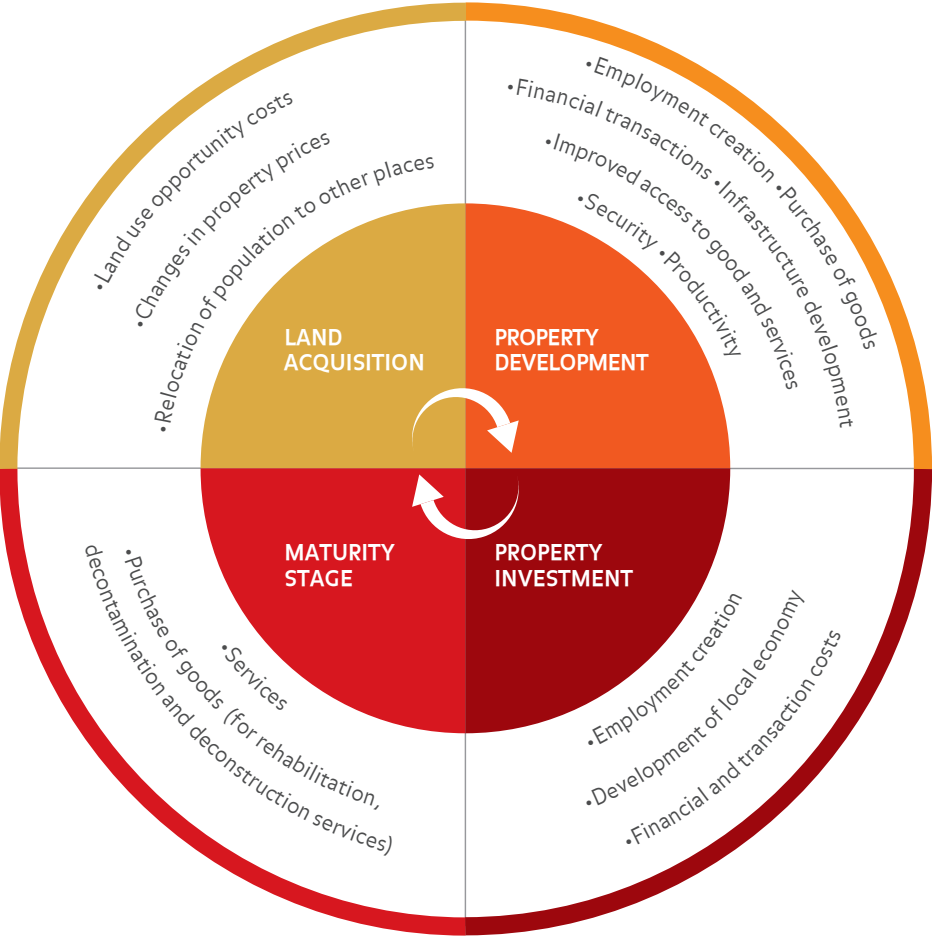 •Land use opportunity costs
•Changes in property prices
•Relocation of population to other places
LAND
ACQUISITION
•Employment creation •Purchase of goods
•Financial transactions •Infrastructure development
•Improved access to good and services
•Security •Productivity
PROPERTY
DEVELOPMENT
MATURITY
STAGE
•Services
•Purchase of goods (for rehabilitation,
decontamination and deconstruction services)
PROPERTY
INVESTMENT
•Employment creation
•Development of local economy
•Financial and transaction costs